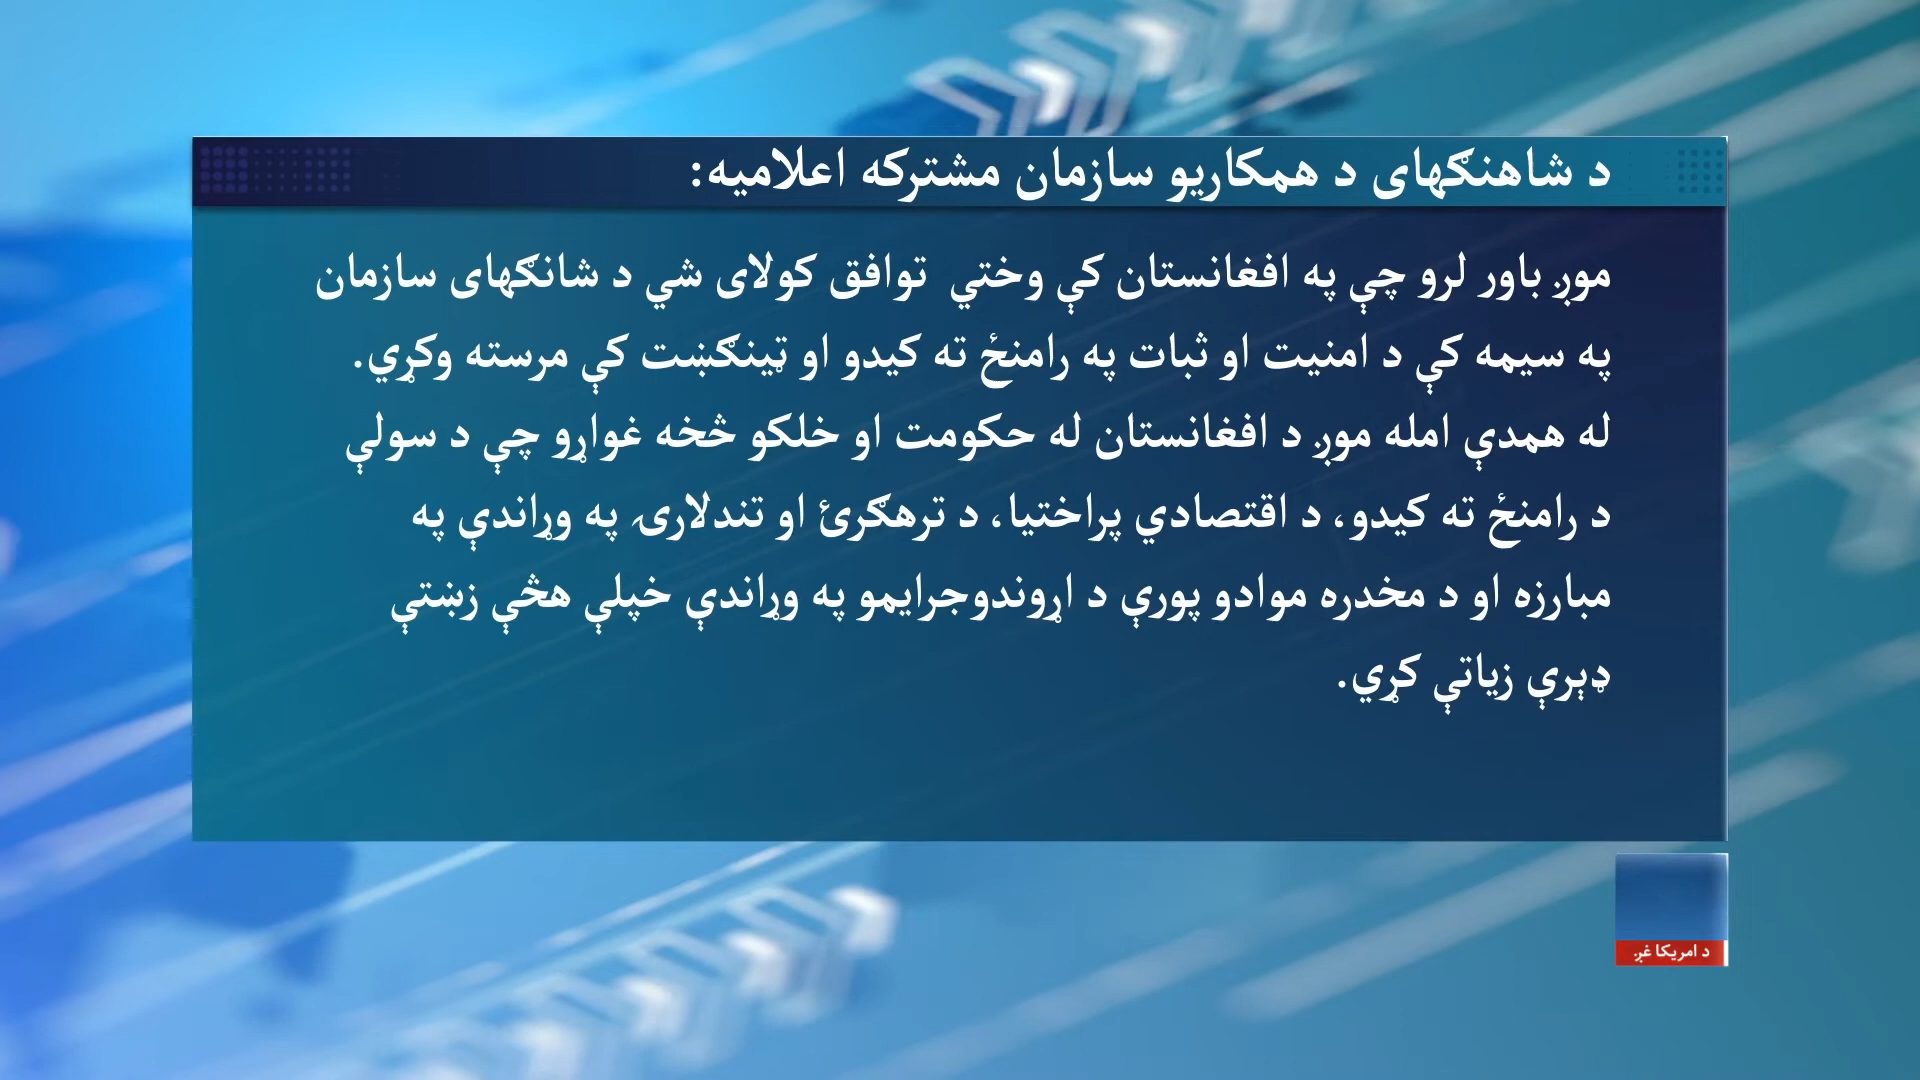 د شاهنګهای د همکاریو سازمان مشترکه اعلامیه:
موږ باور لرو چې په افغانستان کې وختي توافق کولای شي د شانګهای سازمان
په سیمه کې د امنیت او ثبات په رامنځ ته کیدو او ټینګښت کې مرسته وکړي.
له همدې امله موږ د افغانستان له حکومت او خلکو څخه غواړو چې د سولې
د رامنځ ته کیدو، د اقتصادي پراختیا، د ترهګرۍ او تندلارۍ په وړاندې په
مبارزه او د مخدره موادو پورې د اړوندوجرایمو په وړاندې خپلې هڅې زښتې
ډېرې زیاتې کړي.
د امریکا غږ